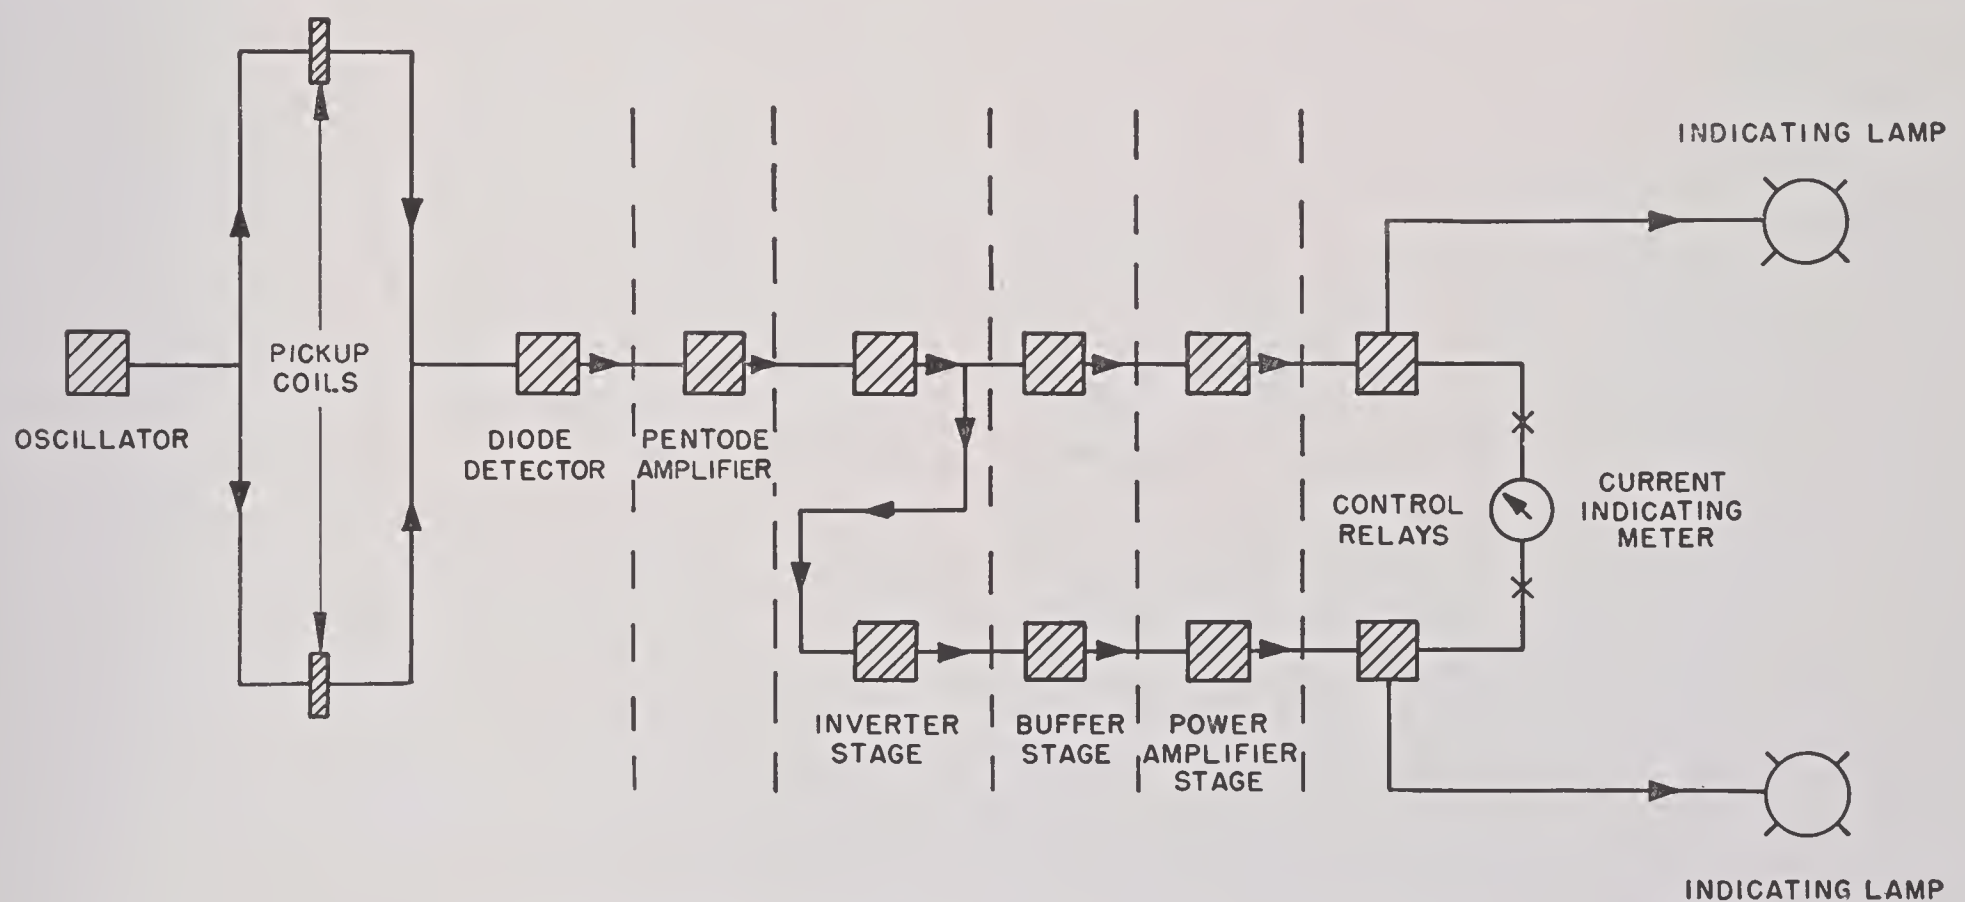 INDICATING LAMP
PICKUP
COILS
OSCILLATOR
DIODE
DETECTOR
PENTODE
AMPLIFIER
CONTROL
RELAYS
CURRENT
INDICATING
METER
INVERTER
STAGE
BUFFER
STAGE
POWER
AMPLIFIER
STAGE
INDICATING LAMP